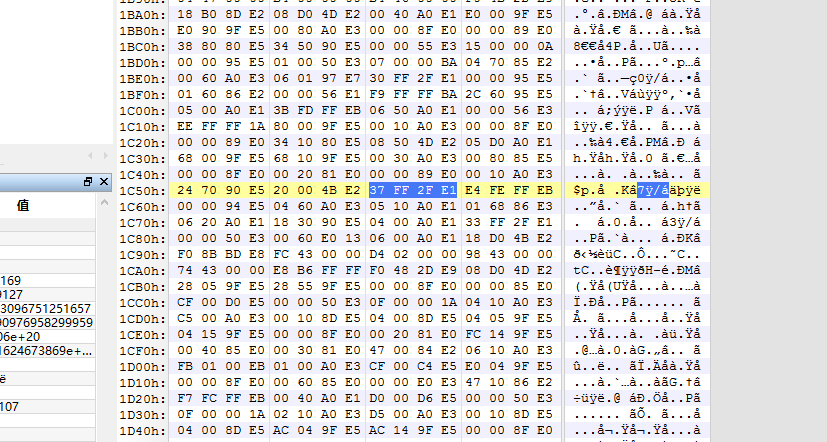 1BA0h: 18 B0 8D E2 08 D0 4D E2 00 40 A0 E1 E0 00 9F E5 .°.â.ÐMâ.@ áà.Ÿå
1BB0h: E0 90 9F E5 00 80 A0 E3 00 00 8F E0 00 00 89 E0 à.Ÿå.€ ã...à..‰à
1BC0h: 38 80 80 E5 34 50 90 E5 00 00 55 E3 15 00 00 0A 8€€å4P.å..Uã....
1BD0h: 00 00 95 E5 01 00 50 E3 07 00 00 BA 04 70 85 E2 ..•å..Pã...º.p…â
1BE0h: 00 60 A0 E3 06 01 97 E7 30 FF 2F E1 00 00 95 E5 .` ã..—ç0ÿ/á..•å
1BF0h: 01 60 86 E2 00 00 56 E1 F9 FF FF BA 2C 60 95 E5 .`†â..Váùÿÿº,`•å
1C00h: 05 00 A0 E1 3B FD FF EB 06 50 A0 E1 00 00 56 E3 .. á;ýÿë.P á..Vã
1C10h: EE FF FF 1A 80 00 9F E5 00 10 A0 E3 00 00 8F E0 îÿÿ.€.Ÿå.. ã...à
1C20h: 00 00 89 E0 34 10 80 E5 08 50 4D E2 05 D0 A0 E1 ..‰à4.€å.PMâ.Ð á
1C30h: 68 00 9F E5 68 10 9F E5 00 30 A0 E3 00 80 85 E5 h.Ÿåh.Ÿå.0 ã.€…å
1C40h: 00 00 8F E0 00 20 81 E0 00 00 89 E0 00 10 A0 E3 ...à. .à..‰à.. ã
1C50h: 24 70 90 E5 20 00 4B E2 37 FF 2F E1 E4 FE FF EB $p.å .Kâ7ÿ/áäþÿë
1C60h: 00 00 94 E5 04 60 A0 E3 05 10 A0 E1 01 68 86 E3 ..”å.` ã.. á.h†ã
1C70h: 06 20 A0 E1 18 30 90 E5 04 00 A0 E1 33 FF 2F E1 .  á.0.å.. á3ÿ/á
1C80h: 00 00 50 E3 00 60 E0 13 06 00 A0 E1 18 D0 4B E2 ..Pã.`à... á.ÐKâ
1C90h: F0 8B BD E8 FC 43 00 00 D4 02 00 00 98 43 00 00 ð‹½èüC..Ô...˜C..
1CA0h: 74 43 00 00 E8 B6 FF FF F0 48 2D E9 08 D0 4D E2 tC..è¶ÿÿðH-é.ÐMâ
1CB0h: 28 05 9F E5 28 55 9F E5 00 00 8F E0 00 00 85 E0 (.Ÿå(UŸå...à..…à
1CC0h: CF 00 D0 E5 00 00 50 E3 0F 00 00 1A 04 10 A0 E3 Ï.Ðå..Pã...... ã
1CD0h: C5 00 A0 E3 00 10 8D E5 04 00 8D E5 04 05 9F E5 Å. ã...å...å..Ÿå
1CE0h: 04 15 9F E5 00 00 8F E0 00 20 81 E0 FC 14 9F E5 ..Ÿå...à. .àü.Ÿå
1CF0h: 00 40 85 E0 00 30 81 E0 47 00 84 E2 06 10 A0 E3 .@…à.0.àG.„â.. ã
1D00h: FB 01 00 EB 01 00 A0 E3 CF 00 C4 E5 E0 04 9F E5 û..ë.. ãÏ.Äåà.Ÿå
1D10h: 00 00 8F E0 00 60 85 E0 00 00 E0 E3 47 10 86 E2 ...à.`…à..àãG.†â
1D20h: F7 FC FF EB 00 40 A0 E1 D0 00 D6 E5 00 00 50 E3 ÷üÿë.@ áÐ.Öå..Pã
1D30h: 0F 00 00 1A 02 10 A0 E3 D5 00 A0 E3 00 10 8D E5 ...... ãÕ. ã...å
1D40h: 04 00 8D E5 AC 04 9F E5 AC 14 9F E5 00 00 8F E0 ...å¬.Ÿå¬.Ÿå...à
值
169
9127
3096751251657
90976958299959
06e+20
1624673869e+...
ë
107